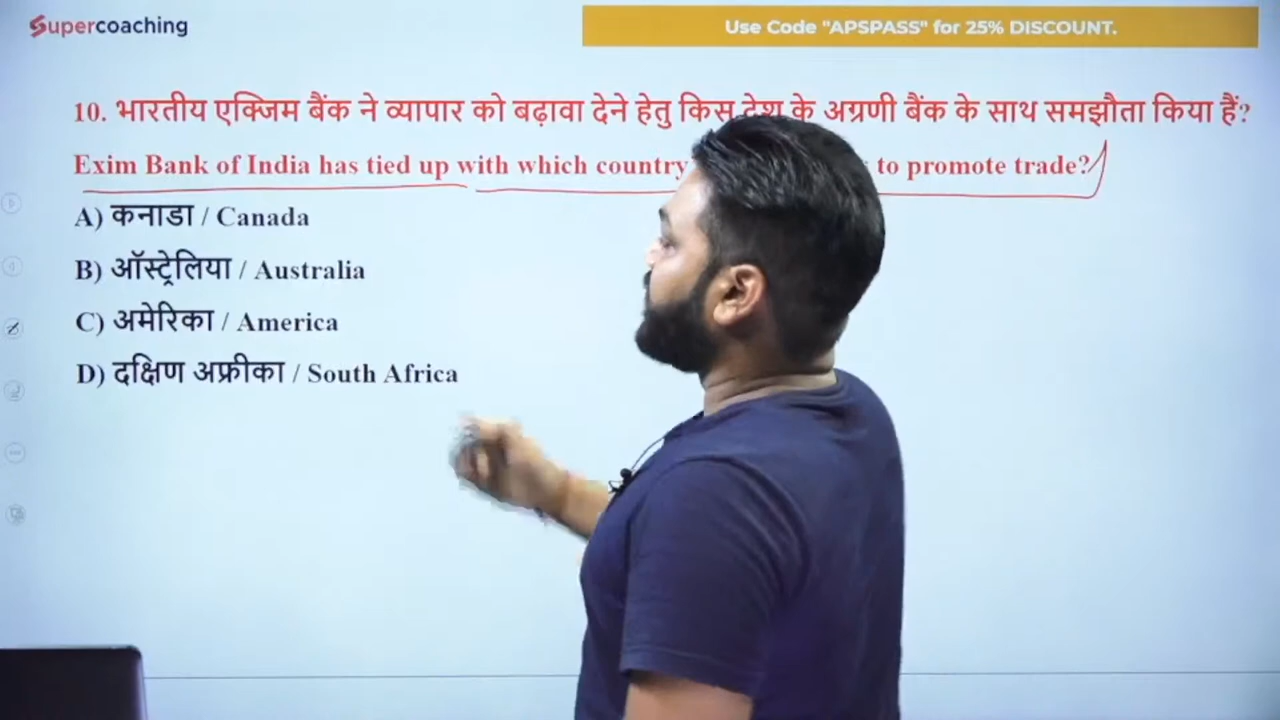 Supercoaching
Use Code "APSPASS" for 25% DISCOUNT.
10. भारतीय एक्जिम बैंक ने व्यापार को बढ़ावा देने हेतु किस देश के अग्रणी बैंक के साथ समझौता किया हैं?
Exim Bank of India has tied up with which country to promote trade?
A) कनाडा / Canada
B) ऑस्ट्रेलिया / Australia
C) अमेरिका / America
D) दक्षिण अफ्रीका / South Africa